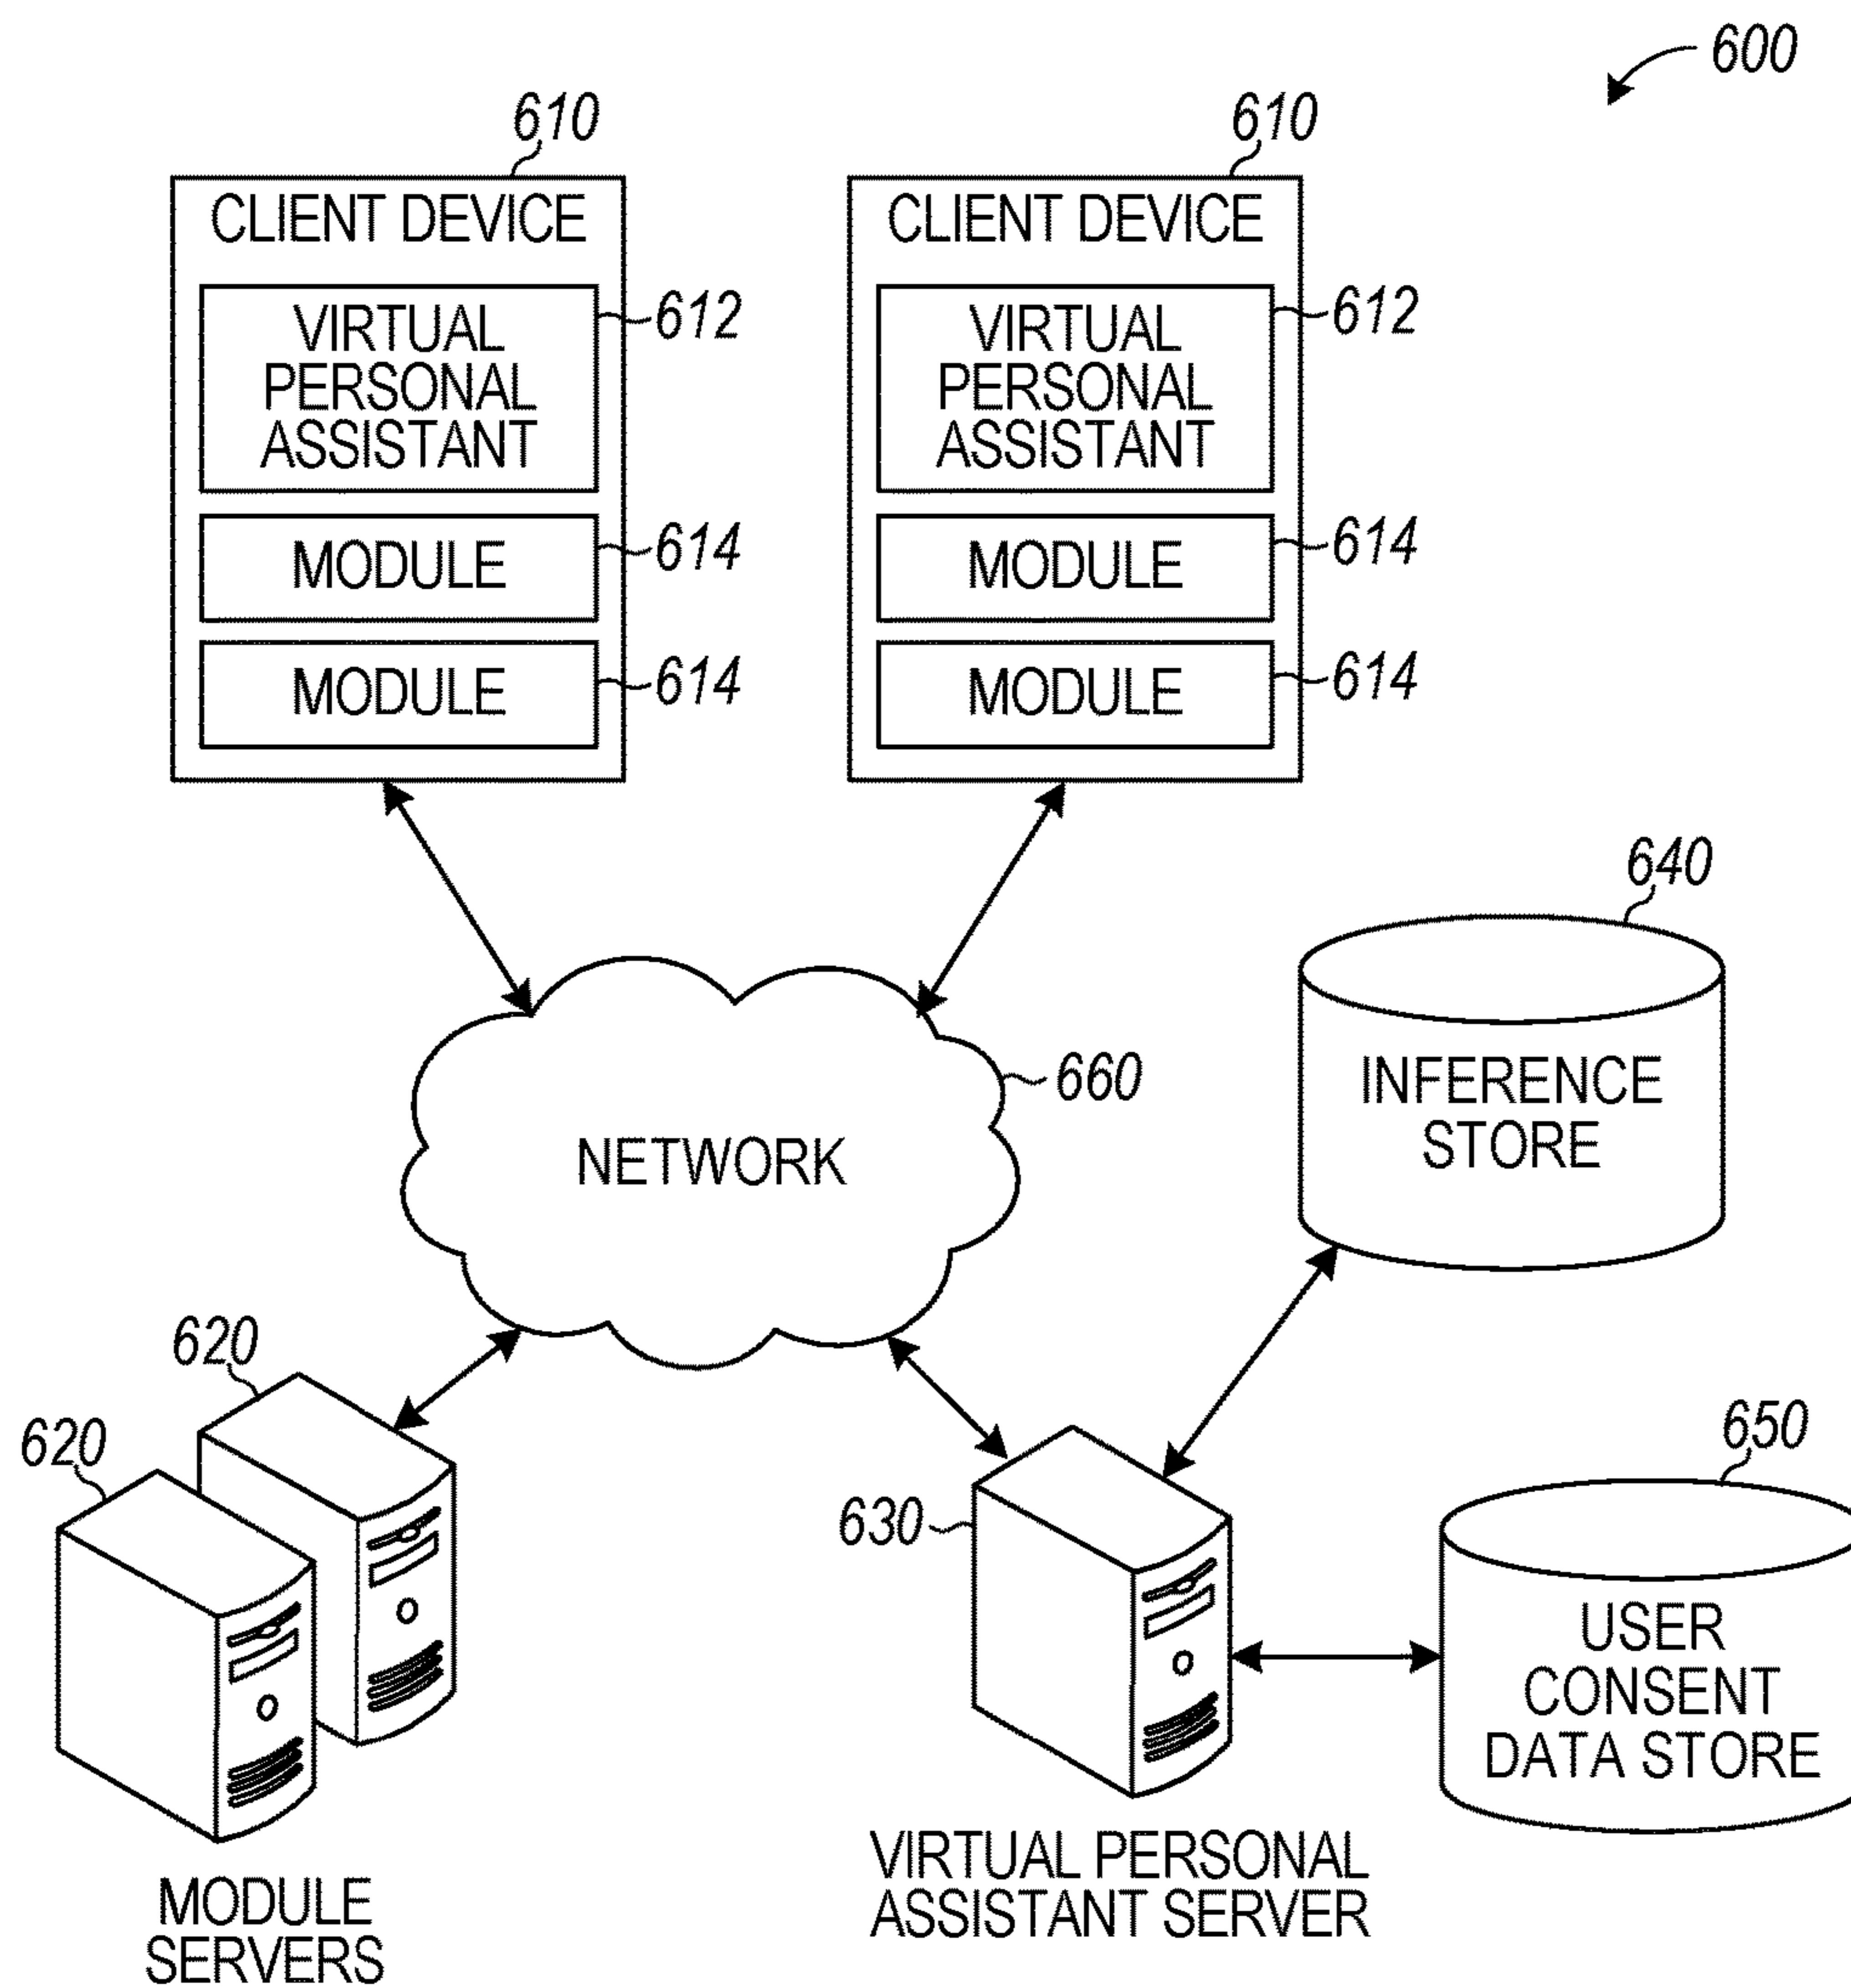 600
610
610
CLIENT DEVICE
VIRTUAL
PERSONAL
ASSISTANT
612
MODULE
614
MODULE
614
CLIENT DEVICE
VIRTUAL
PERSONAL
ASSISTANT
612
MODULE
614
MODULE
614
NETWORK
660
640
INFERENCE
STORE
620
620
MODULE
SERVERS
630
VIRTUAL PERSONAL
ASSISTANT SERVER
650
USER
CONSENT
DATA STORE